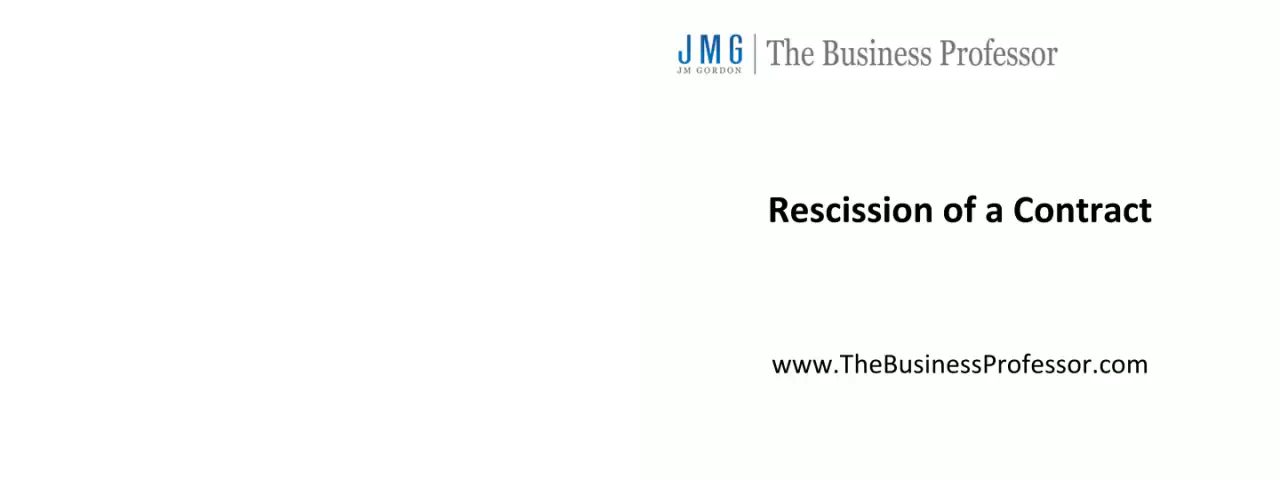 JMG
JM GORDON
The Business Professor
Rescission of a Contract
www.TheBusinessProfessor.com